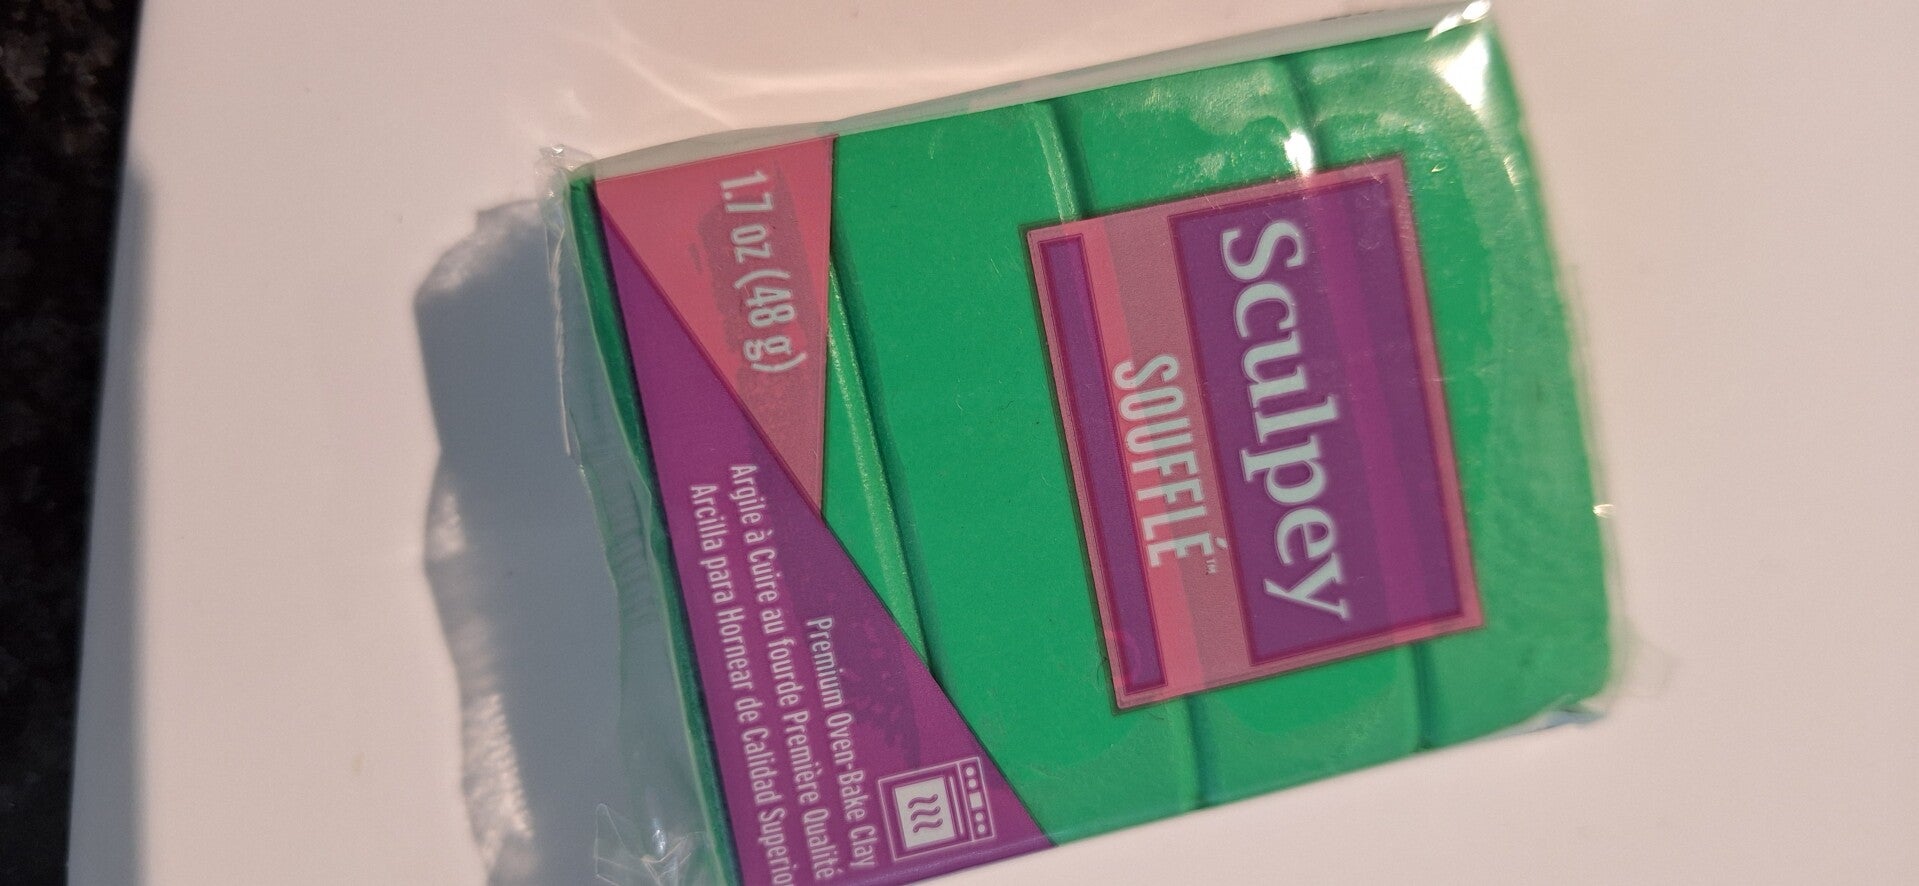 Sculpey
SOUFFLÉ™
1.7 oz (48 g)
Premium Oven-Bake Clay
Argile à Cuire au fourde Première Qualité
Arcilla para Hornear de Calidad Superior